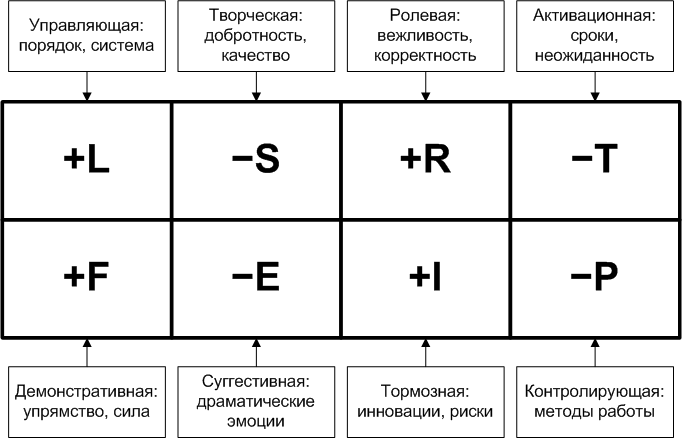 Управляющая:
порядок, система
Творческая:
добротность,
качество
Ролевая:
вежливость,
корректность
Активационная:
сроки,
неожиданность
+L
−S
+R
−T
+F
−E
+I
−P
Демонстративная:
упрямство, сила
Суггестивная:
драматические
эмоции
Тормозная:
инновации, риски
Контролирующая:
методы работы